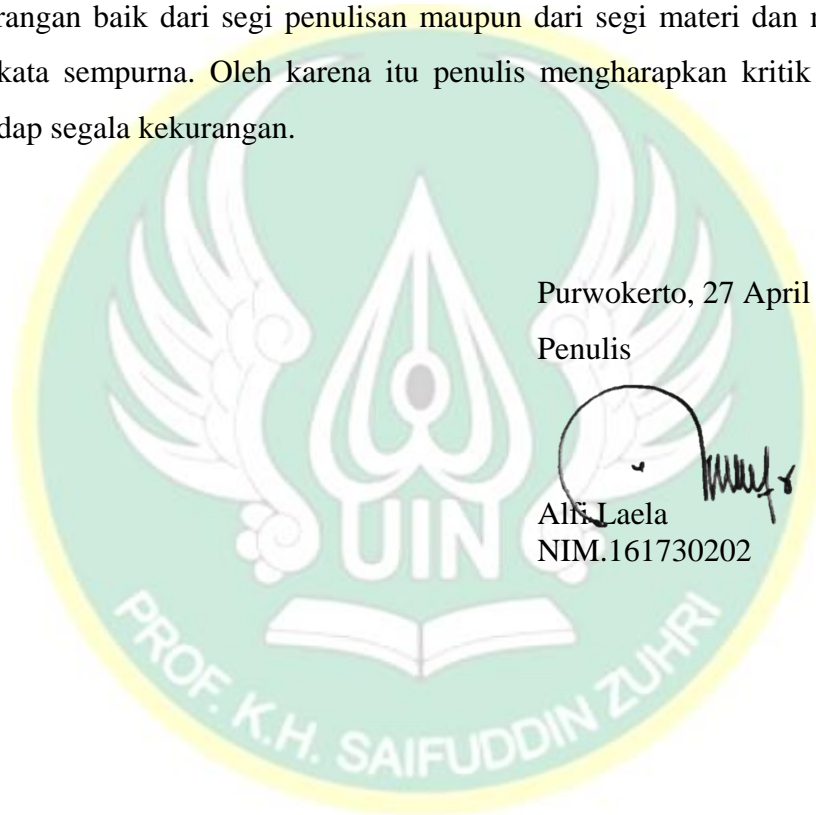 rangan baik dari segi penulisan maupun dari segi materi dan
kata sempurna. Oleh karena itu penulis mengharapkan kritik
dap segala kekurangan.
Purwokerto, 27 April
Penulis
Alfi Laela
NIM.161730202
UIN
PROF. K.H. SAIFUDDIN ZUHRI